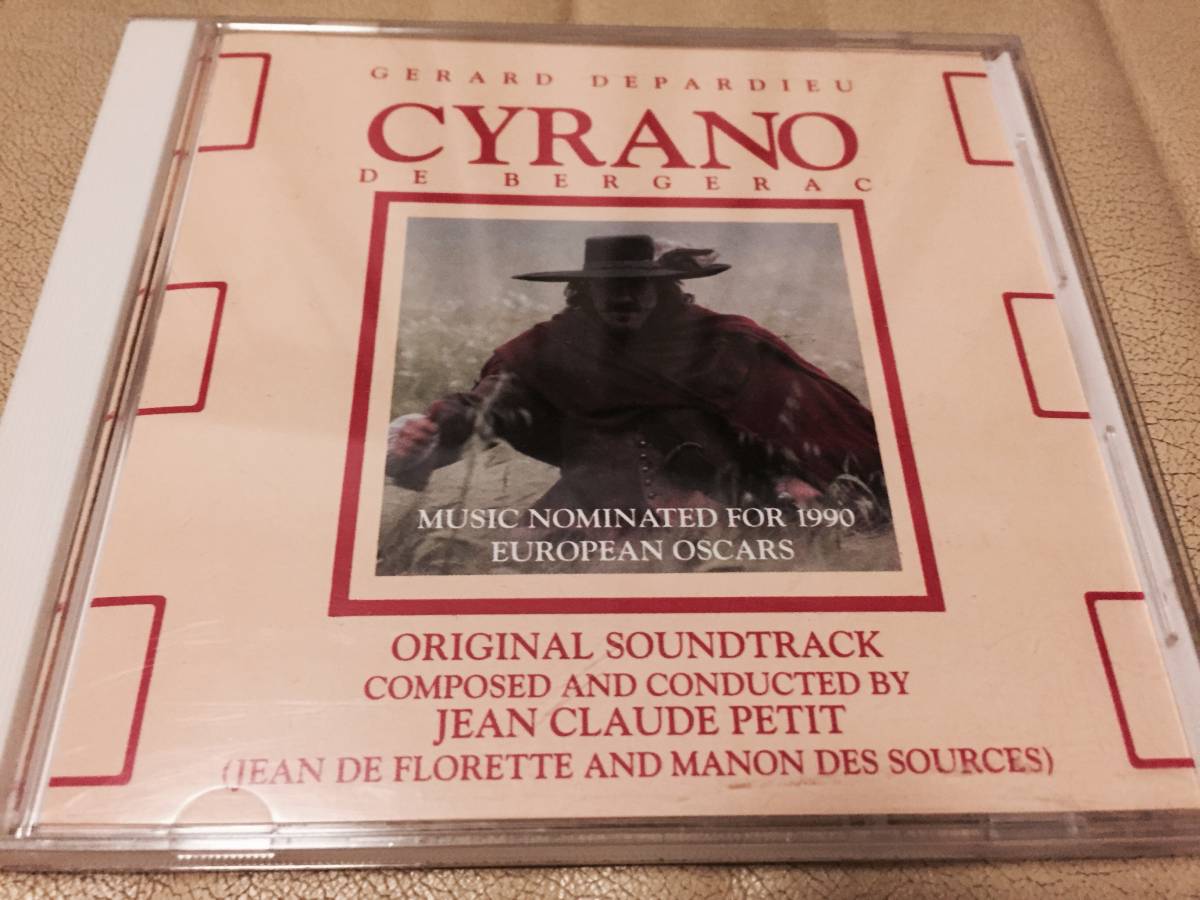 GERARD DEPARDIEU
CYRANO
DE BERGERAC
MUSIC NOMINATED FOR 1990
EUROPEAN OSCARS
ORIGINAL SOUNDTRACK
COMPOSED AND CONDUCTED BY
JEAN CLAUDE PETIT
(JEAN DE FLORETTE AND MANON DES SOURCES)